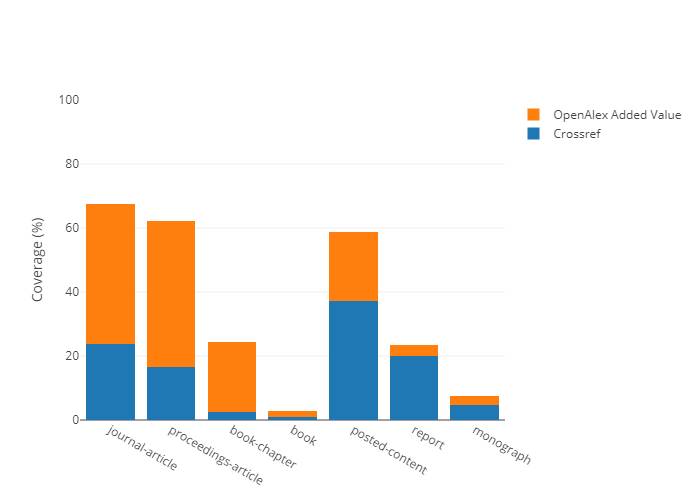 100
80
60
40
20
0
Coverage (%)
journal-article
proceedings-article
book-chapter
book
posted-content
report
monograph
OpenAlex Added Value
Crossref